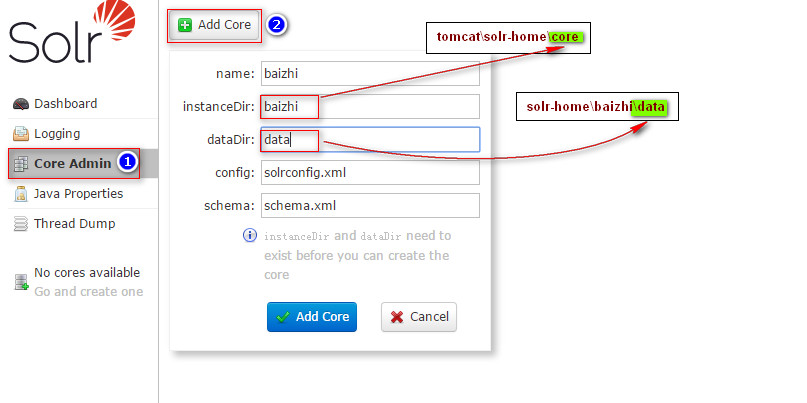 Solr
Dashboard
Logging
Core Admin 1
Java Properties
Thread Dump
No cores available
Go and create one
Add Core 2
name: baizhi
instanceDir: baizhi
dataDir: data
config: solrconfig.xml
schema: schema.xml
instanceDir and dataDir need to
exist before you can create the
core
Add Core Cancel
tomcat\solr-home\core
solr-home\baizhi\data